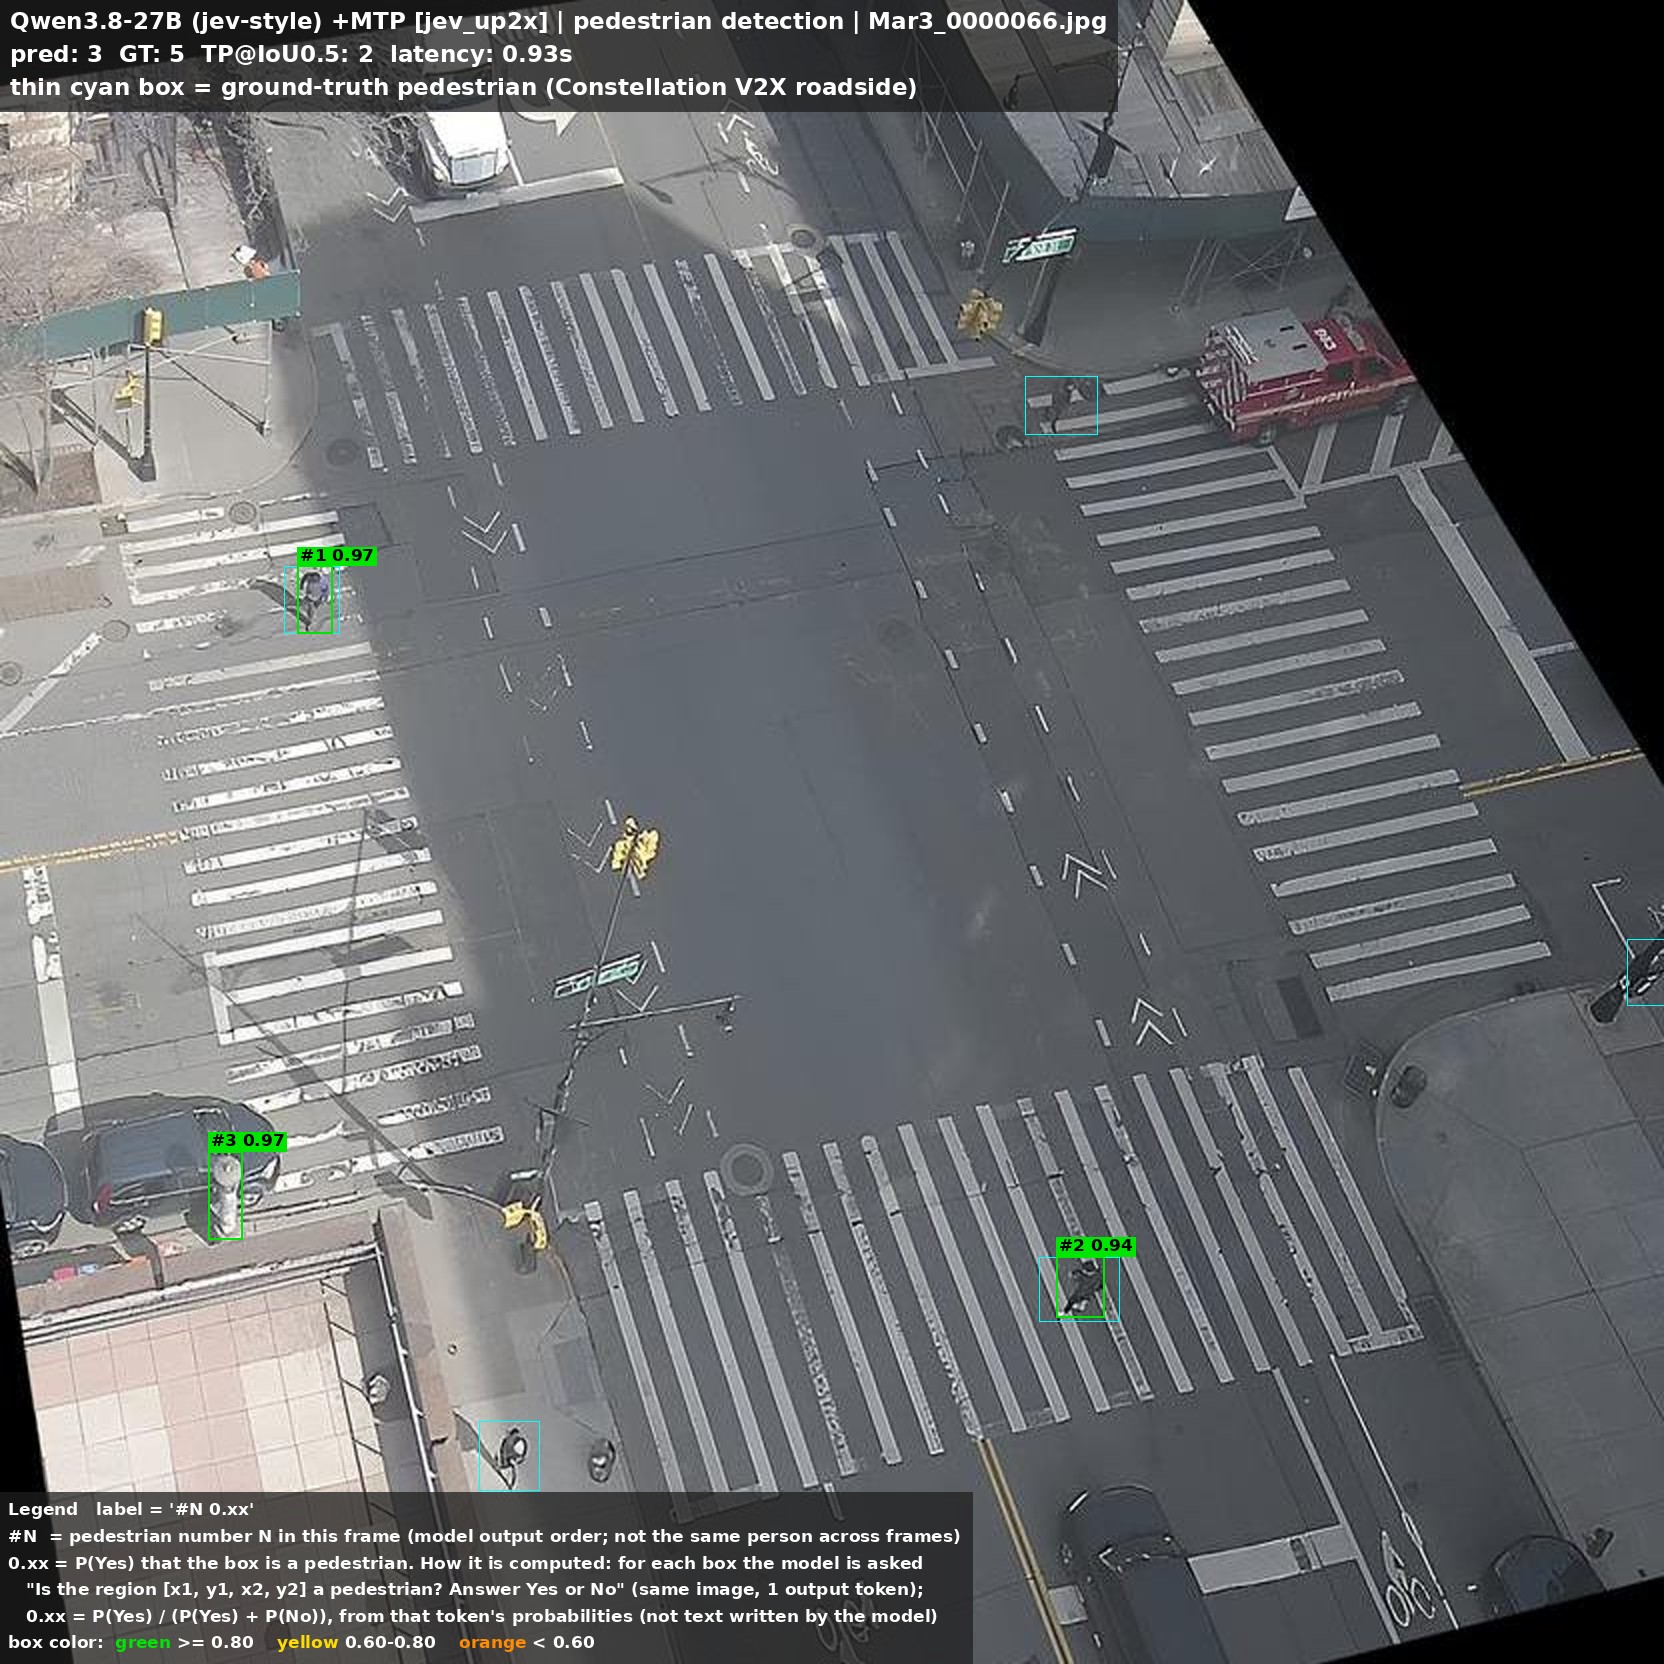 Qwen3.8-27B (jev-style) +MTP [jev_up2x] | pedestrian detection | Mar3_0000066.jpg
pred: 3  GT: 5  TP@IoU0.5: 2  latency: 0.93s
thin cyan box = ground-truth pedestrian (Constellation V2X roadside)
#1 0.97
#3 0.97
#2 0.94
Legend   label = '#N 0.xx'
#N  = pedestrian number N in this frame (model output order; not the same person across frames)
0.xx = P(Yes) that the box is a pedestrian. How it is computed: for each box the model is asked
"Is the region [x1, y1, x2, y2] a pedestrian? Answer Yes or No" (same image, 1 output token);
0.xx = P(Yes) / (P(Yes) + P(No)), from that token's probabilities (not text written by the model)
box color:  green >= 0.80   yellow 0.60-0.80   orange < 0.60